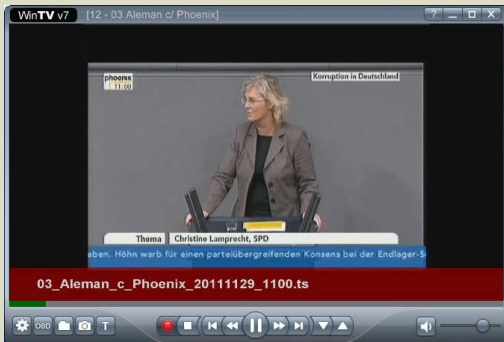 WinTV v7 [12 - 03 Aleman c/ Phoenix]
phoenix Korruption in Deutschland
11:00
Thema Christine Lamprecht, SPD
eben. Höhn warb für einen parteiübergreifenden Konsens bei der Endlager-S
03_Aleman_c_Phoenix_20111129_1100.ts
OSD T